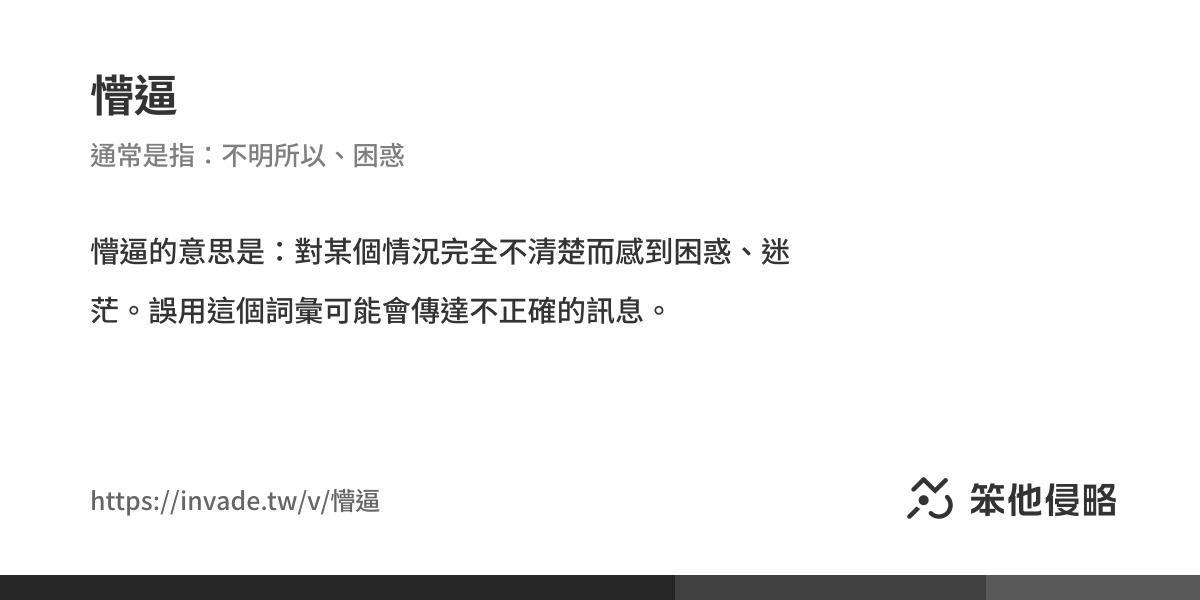 懵逼
通常是指：不明所以、困惑
懵逼的意思是：對某個情況完全不清楚而感到困惑、迷
茫。誤用這個詞彙可能會傳達不正確的訊息。
https://invade.tw/v/懵逼
笨他侵略